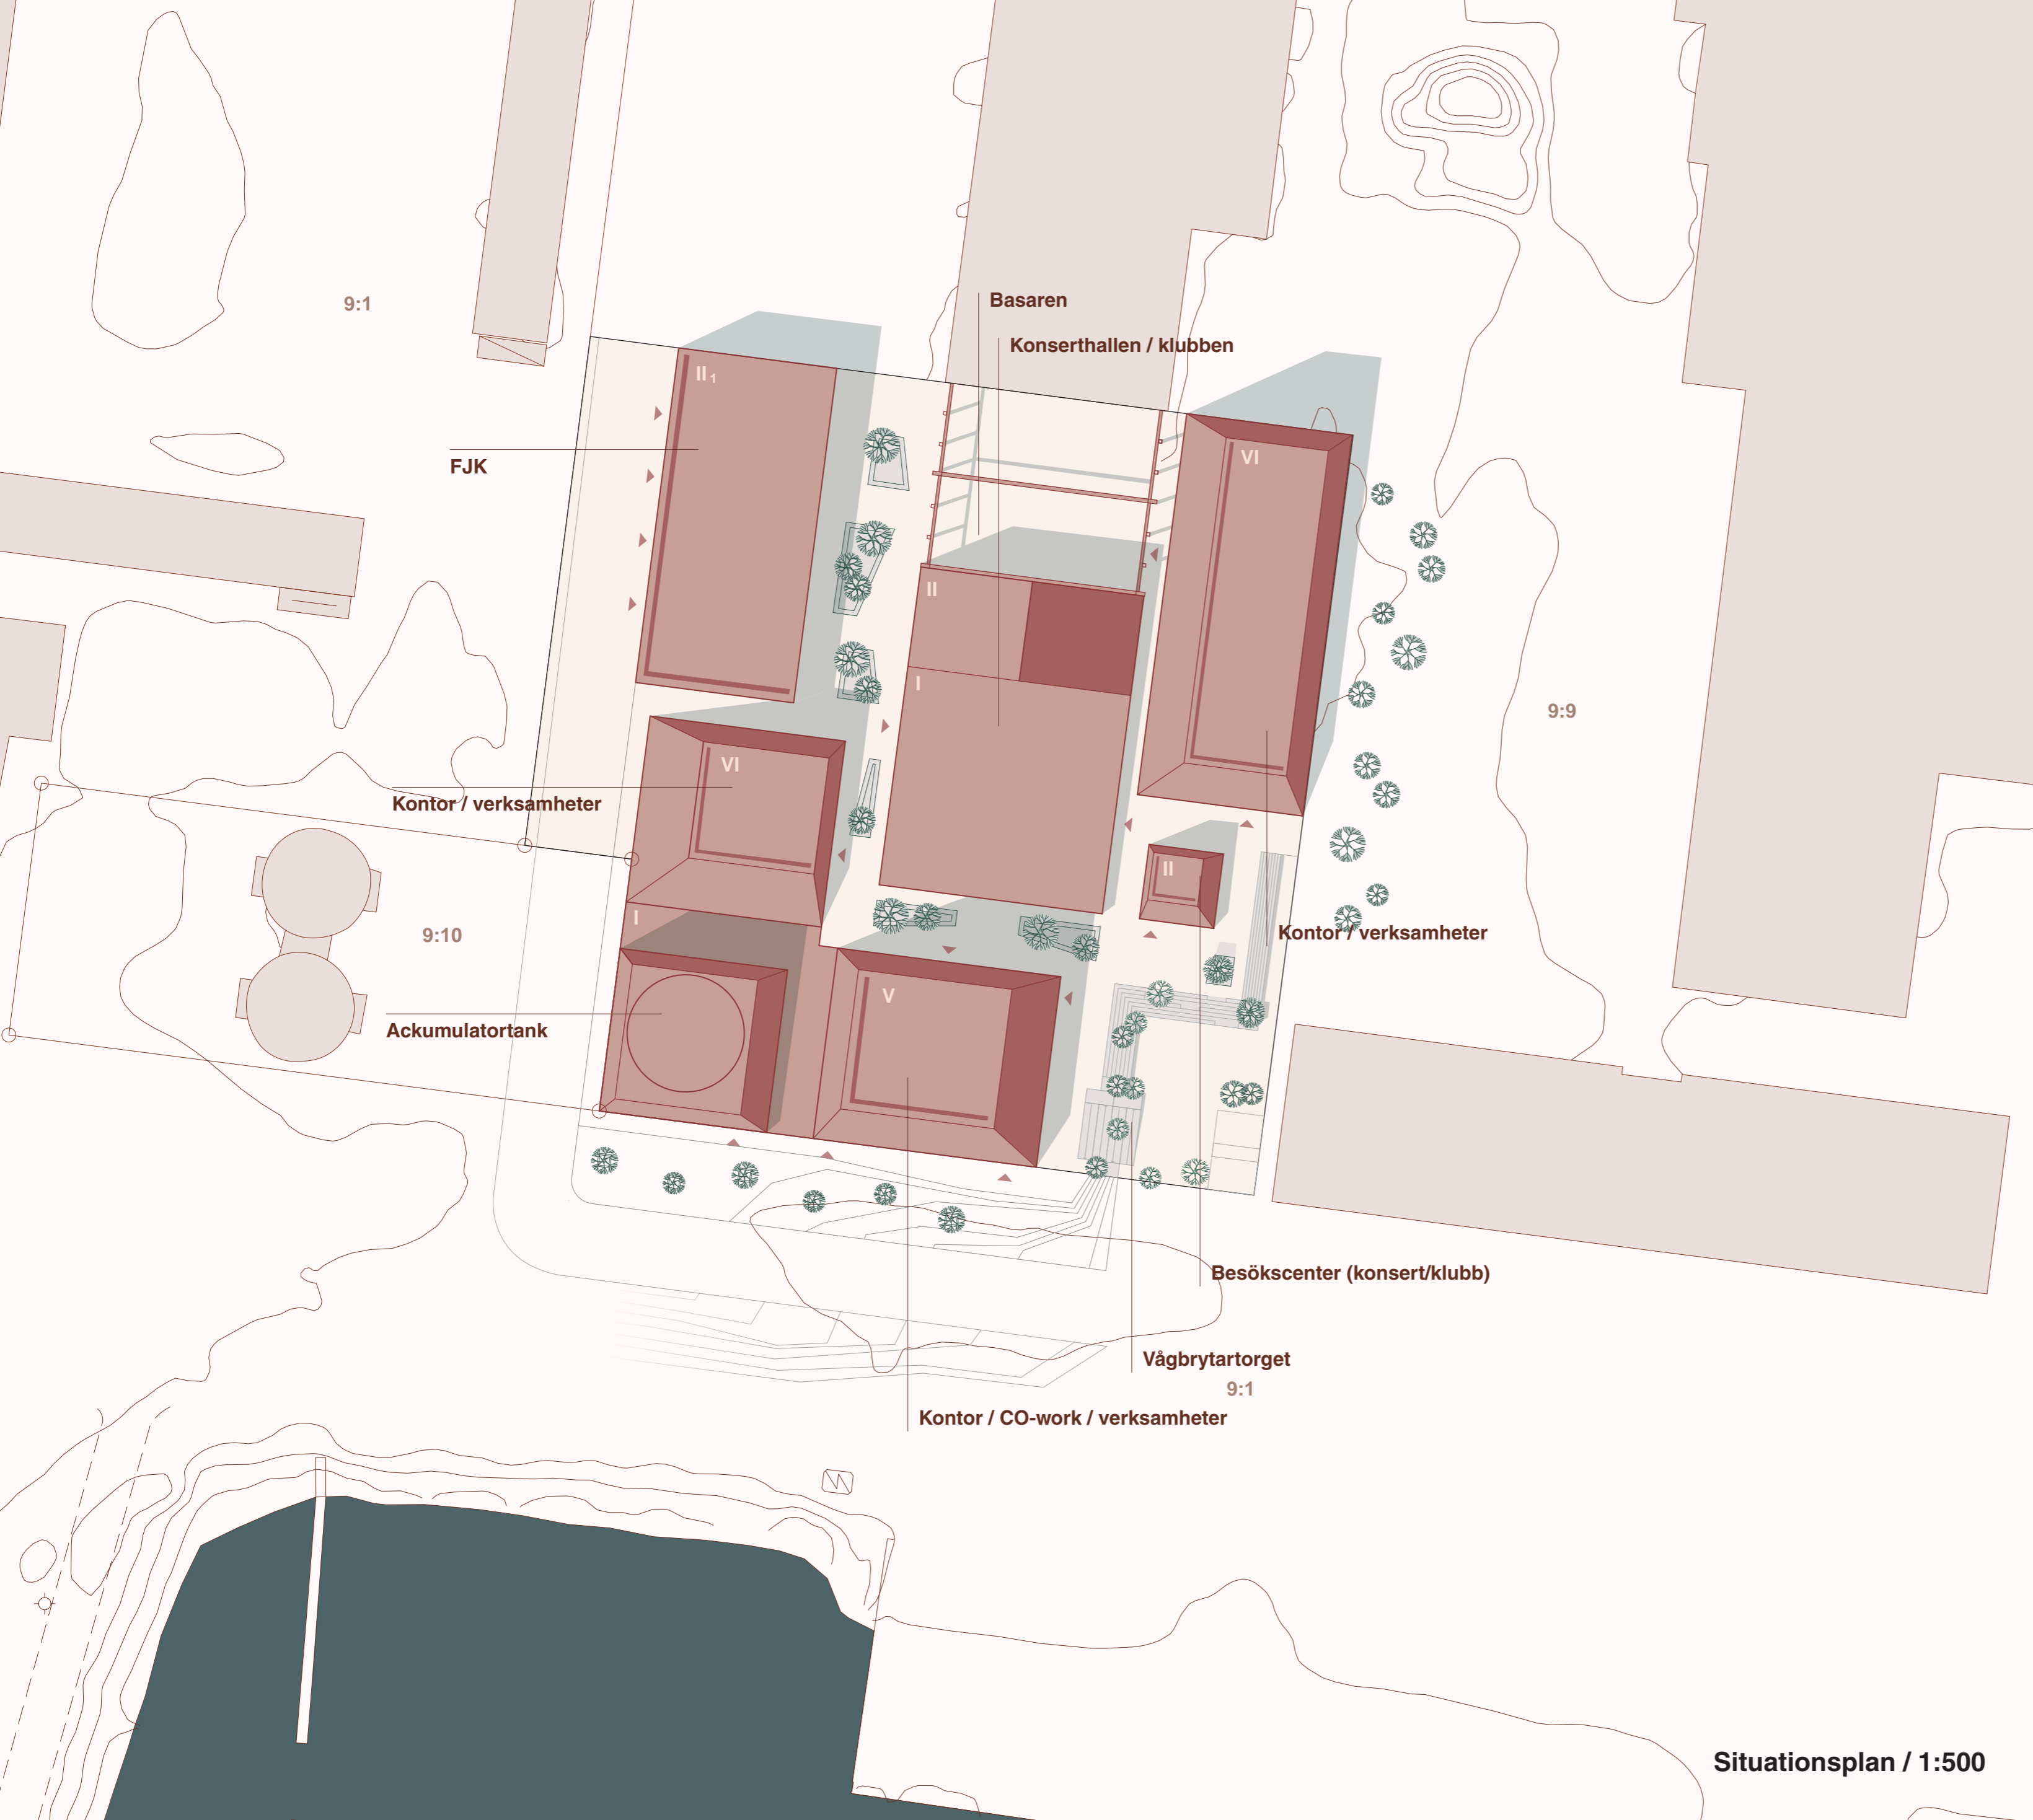 Basaren
9:1
Konserthallen / klubben
II 1
VI
FJK
II
I
9:9
VI
Kontor / verksamheter
II
I
9:10
Kontor / verksamheter
V
Ackumulatortank
Besökscenter (konsert/klubb)
Vågbrytartorget
9:1
Kontor / CO-work / verksamheter
Situationsplan / 1:500